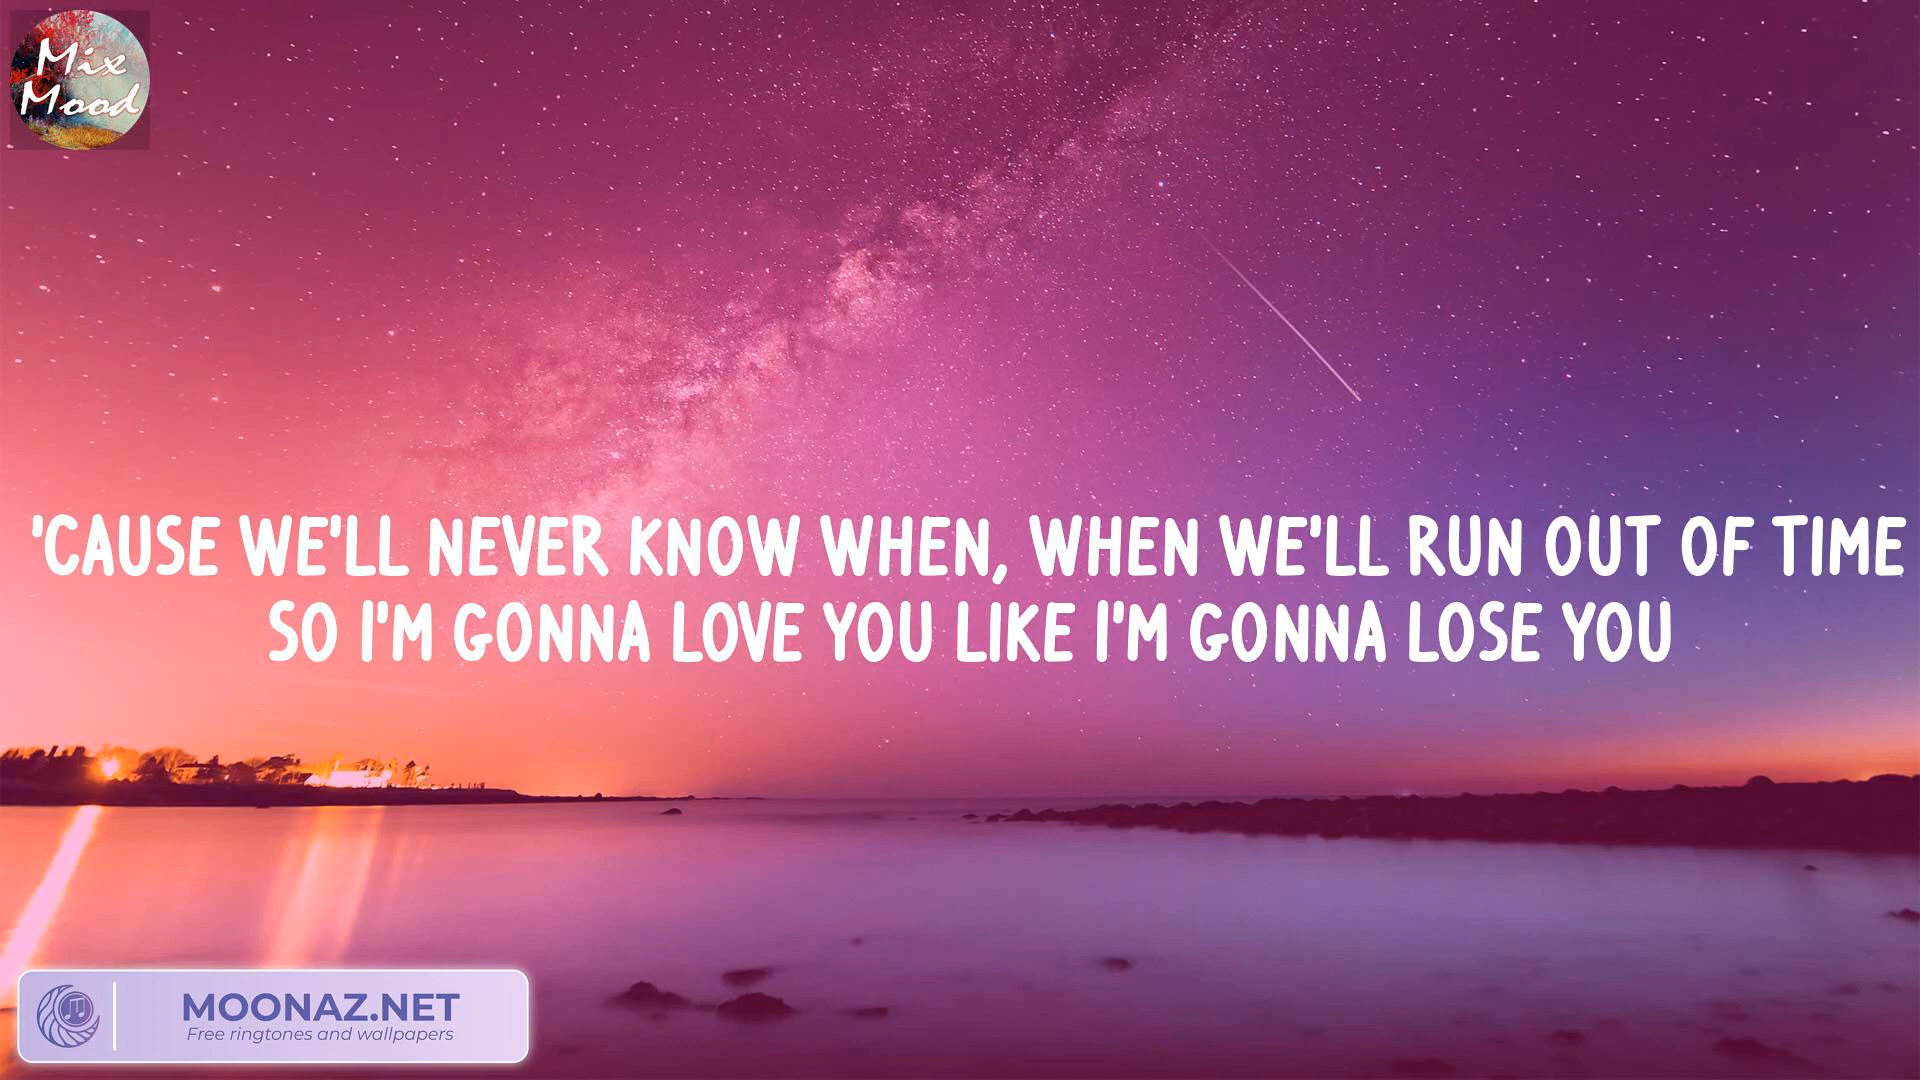 Mix
Mood
'CAUSE WE'LL NEVER KNOW WHEN, WHEN WE'LL RUN OUT OF TIME
SO I'M GONNA LOVE YOU LIKE I'M GONNA LOSE YOU
MOONAZ.NET
Free ringtones and wallpapers